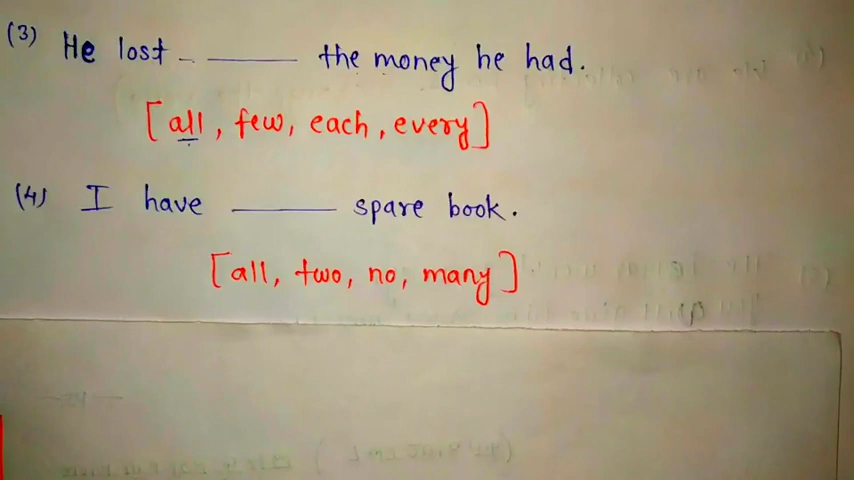 (3) He lost _ ______ the money he had.
[all, few, each, every]
(4) I have ______ spare book.
[all, two, no, many]